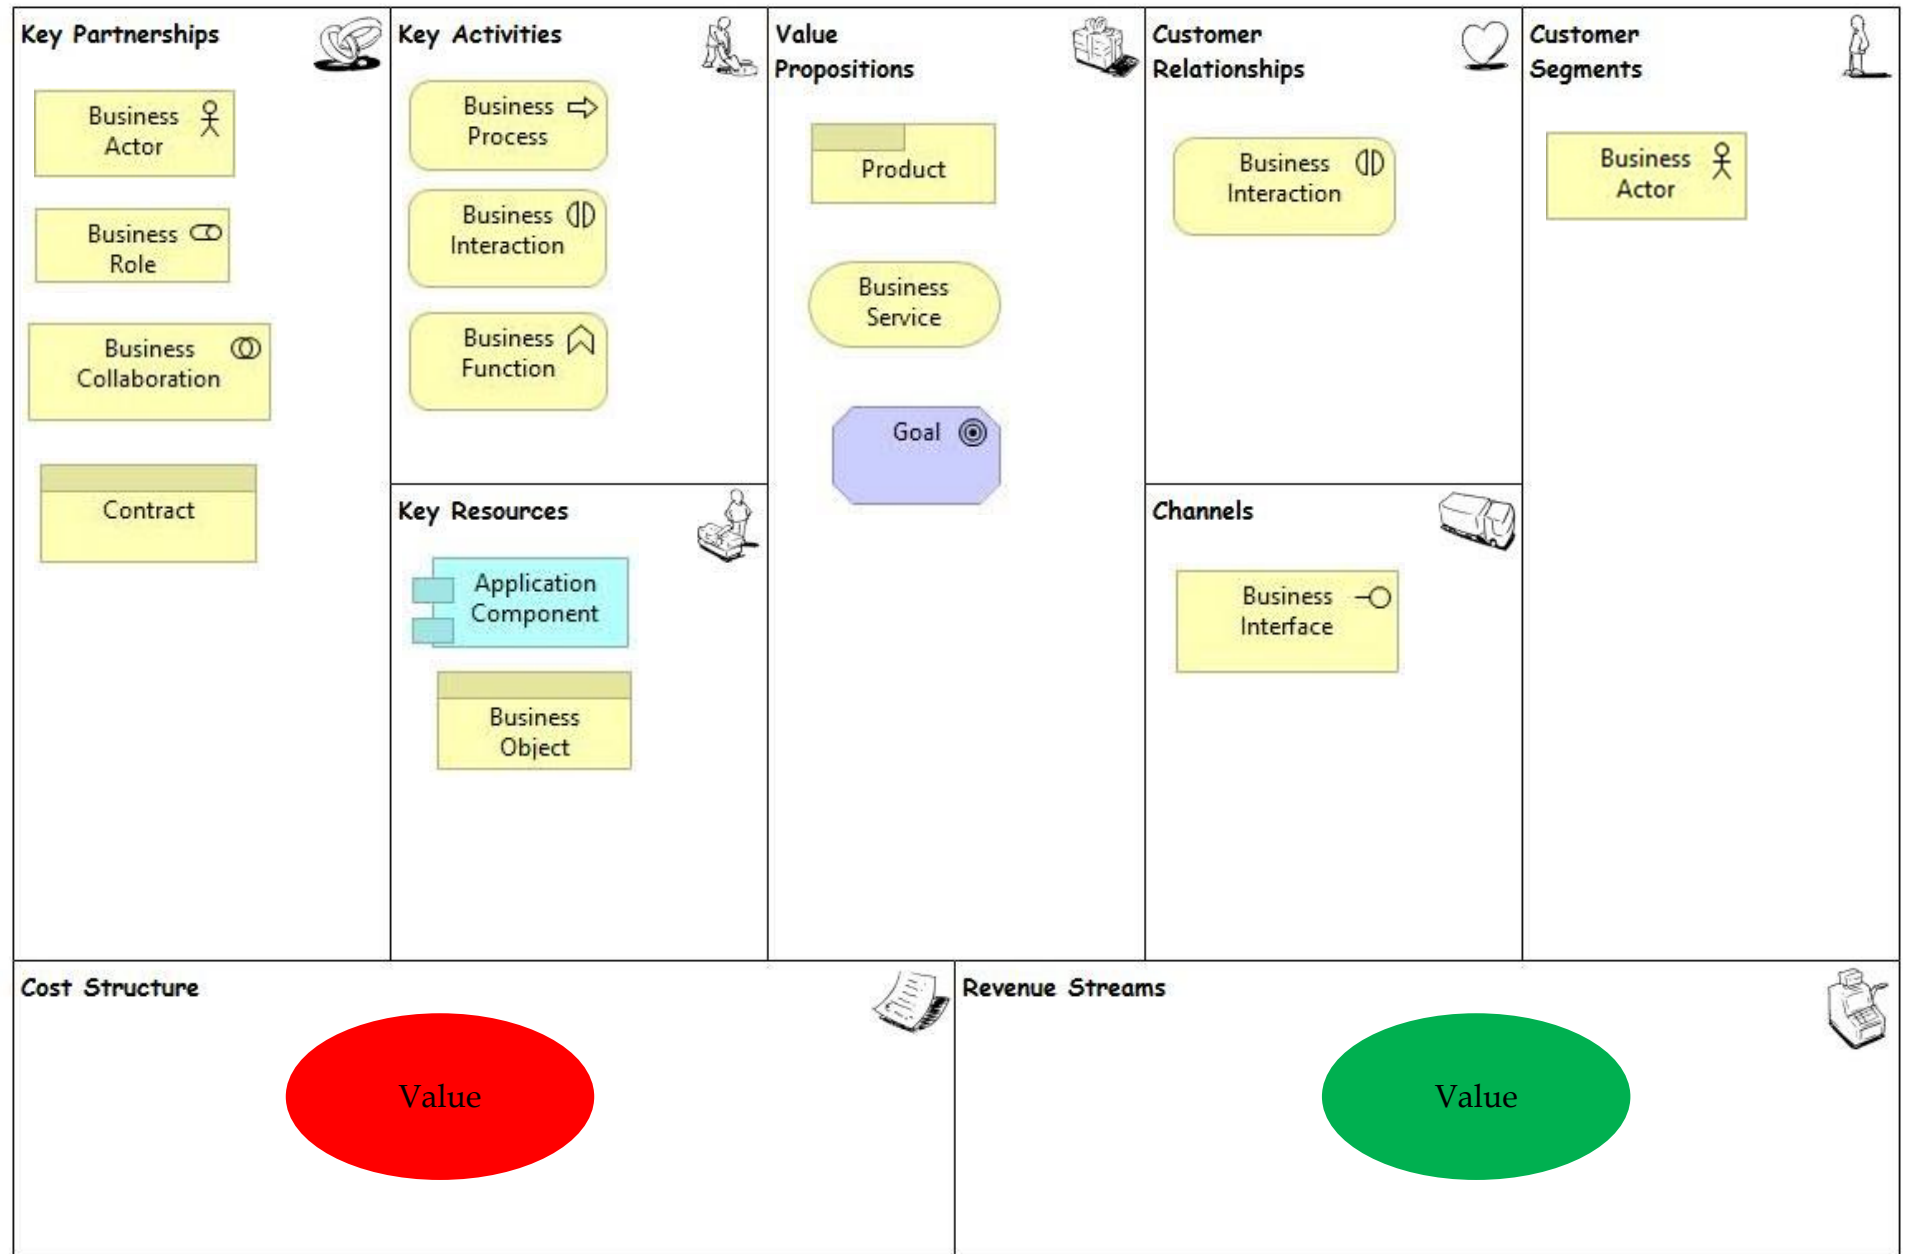 Key Partnerships
Business
Actor
Business
Role
Business
Collaboration
Contract
Key Activities
Business
Process
Business
Interaction
Business
Function
Key Resources
Application
Component
Business
Object
Value
Propositions
Product
Business
Service
Goal
Customer
Relationships
Business
Interaction
Channels
Business
Interface
Customer
Segments
Business
Actor
Cost Structure
Value
Revenue Streams
Value